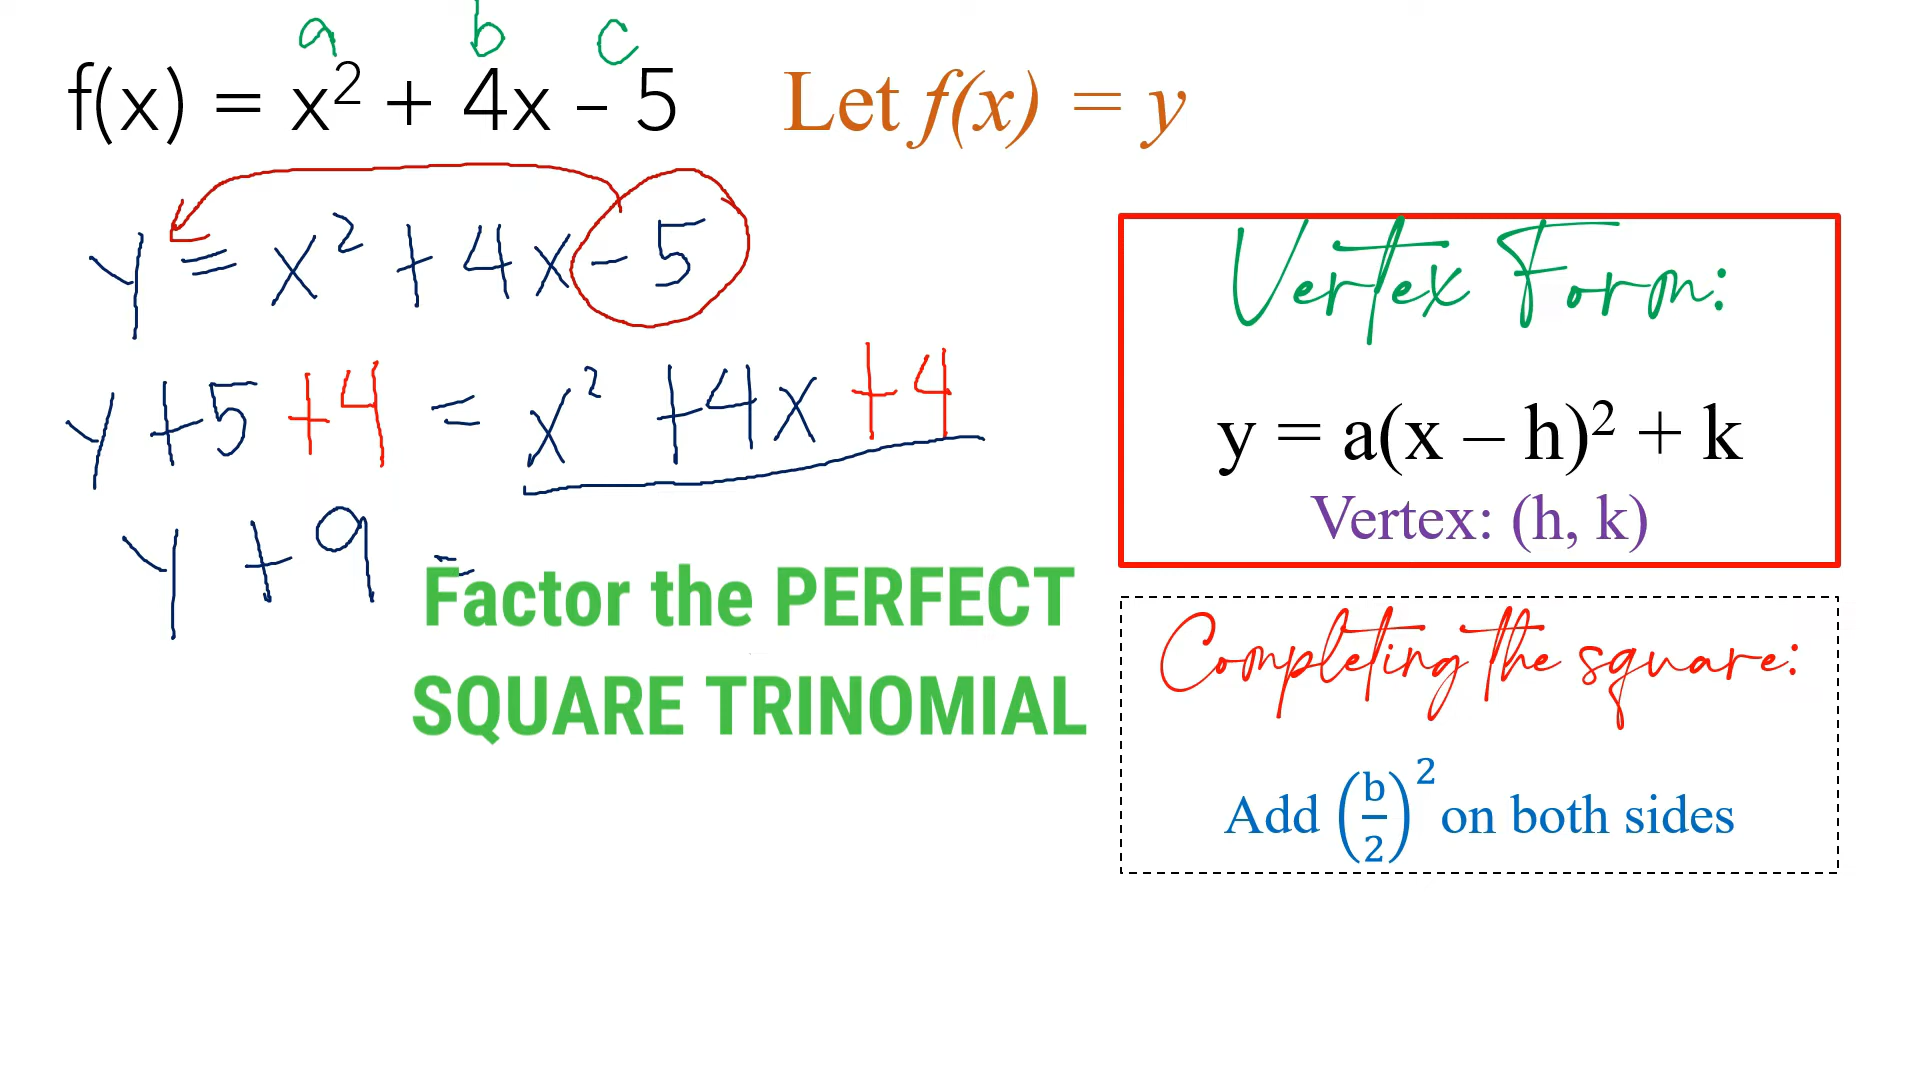 a b c
f(x) = x² + 4x - 5 Let f(x) = y
y = x² + 4x - 5
y + 5 + 4 = x² + 4x + 4
y + 9 =
Factor the PERFECT
SQUARE TRINOMIAL
Vertex Form:
y = a(x – h)² + k
Vertex: (h, k)
Completing the square:
Add (b/2)² on both sides